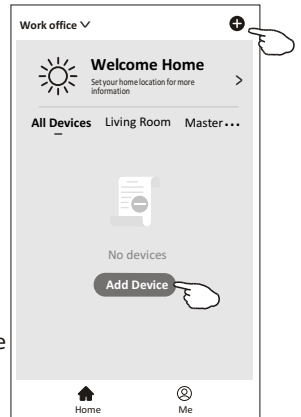 Work office
Welcome Home
Set your home location for more
information
All Devices Living Room Master
No devices
Add Device
e
Home Me